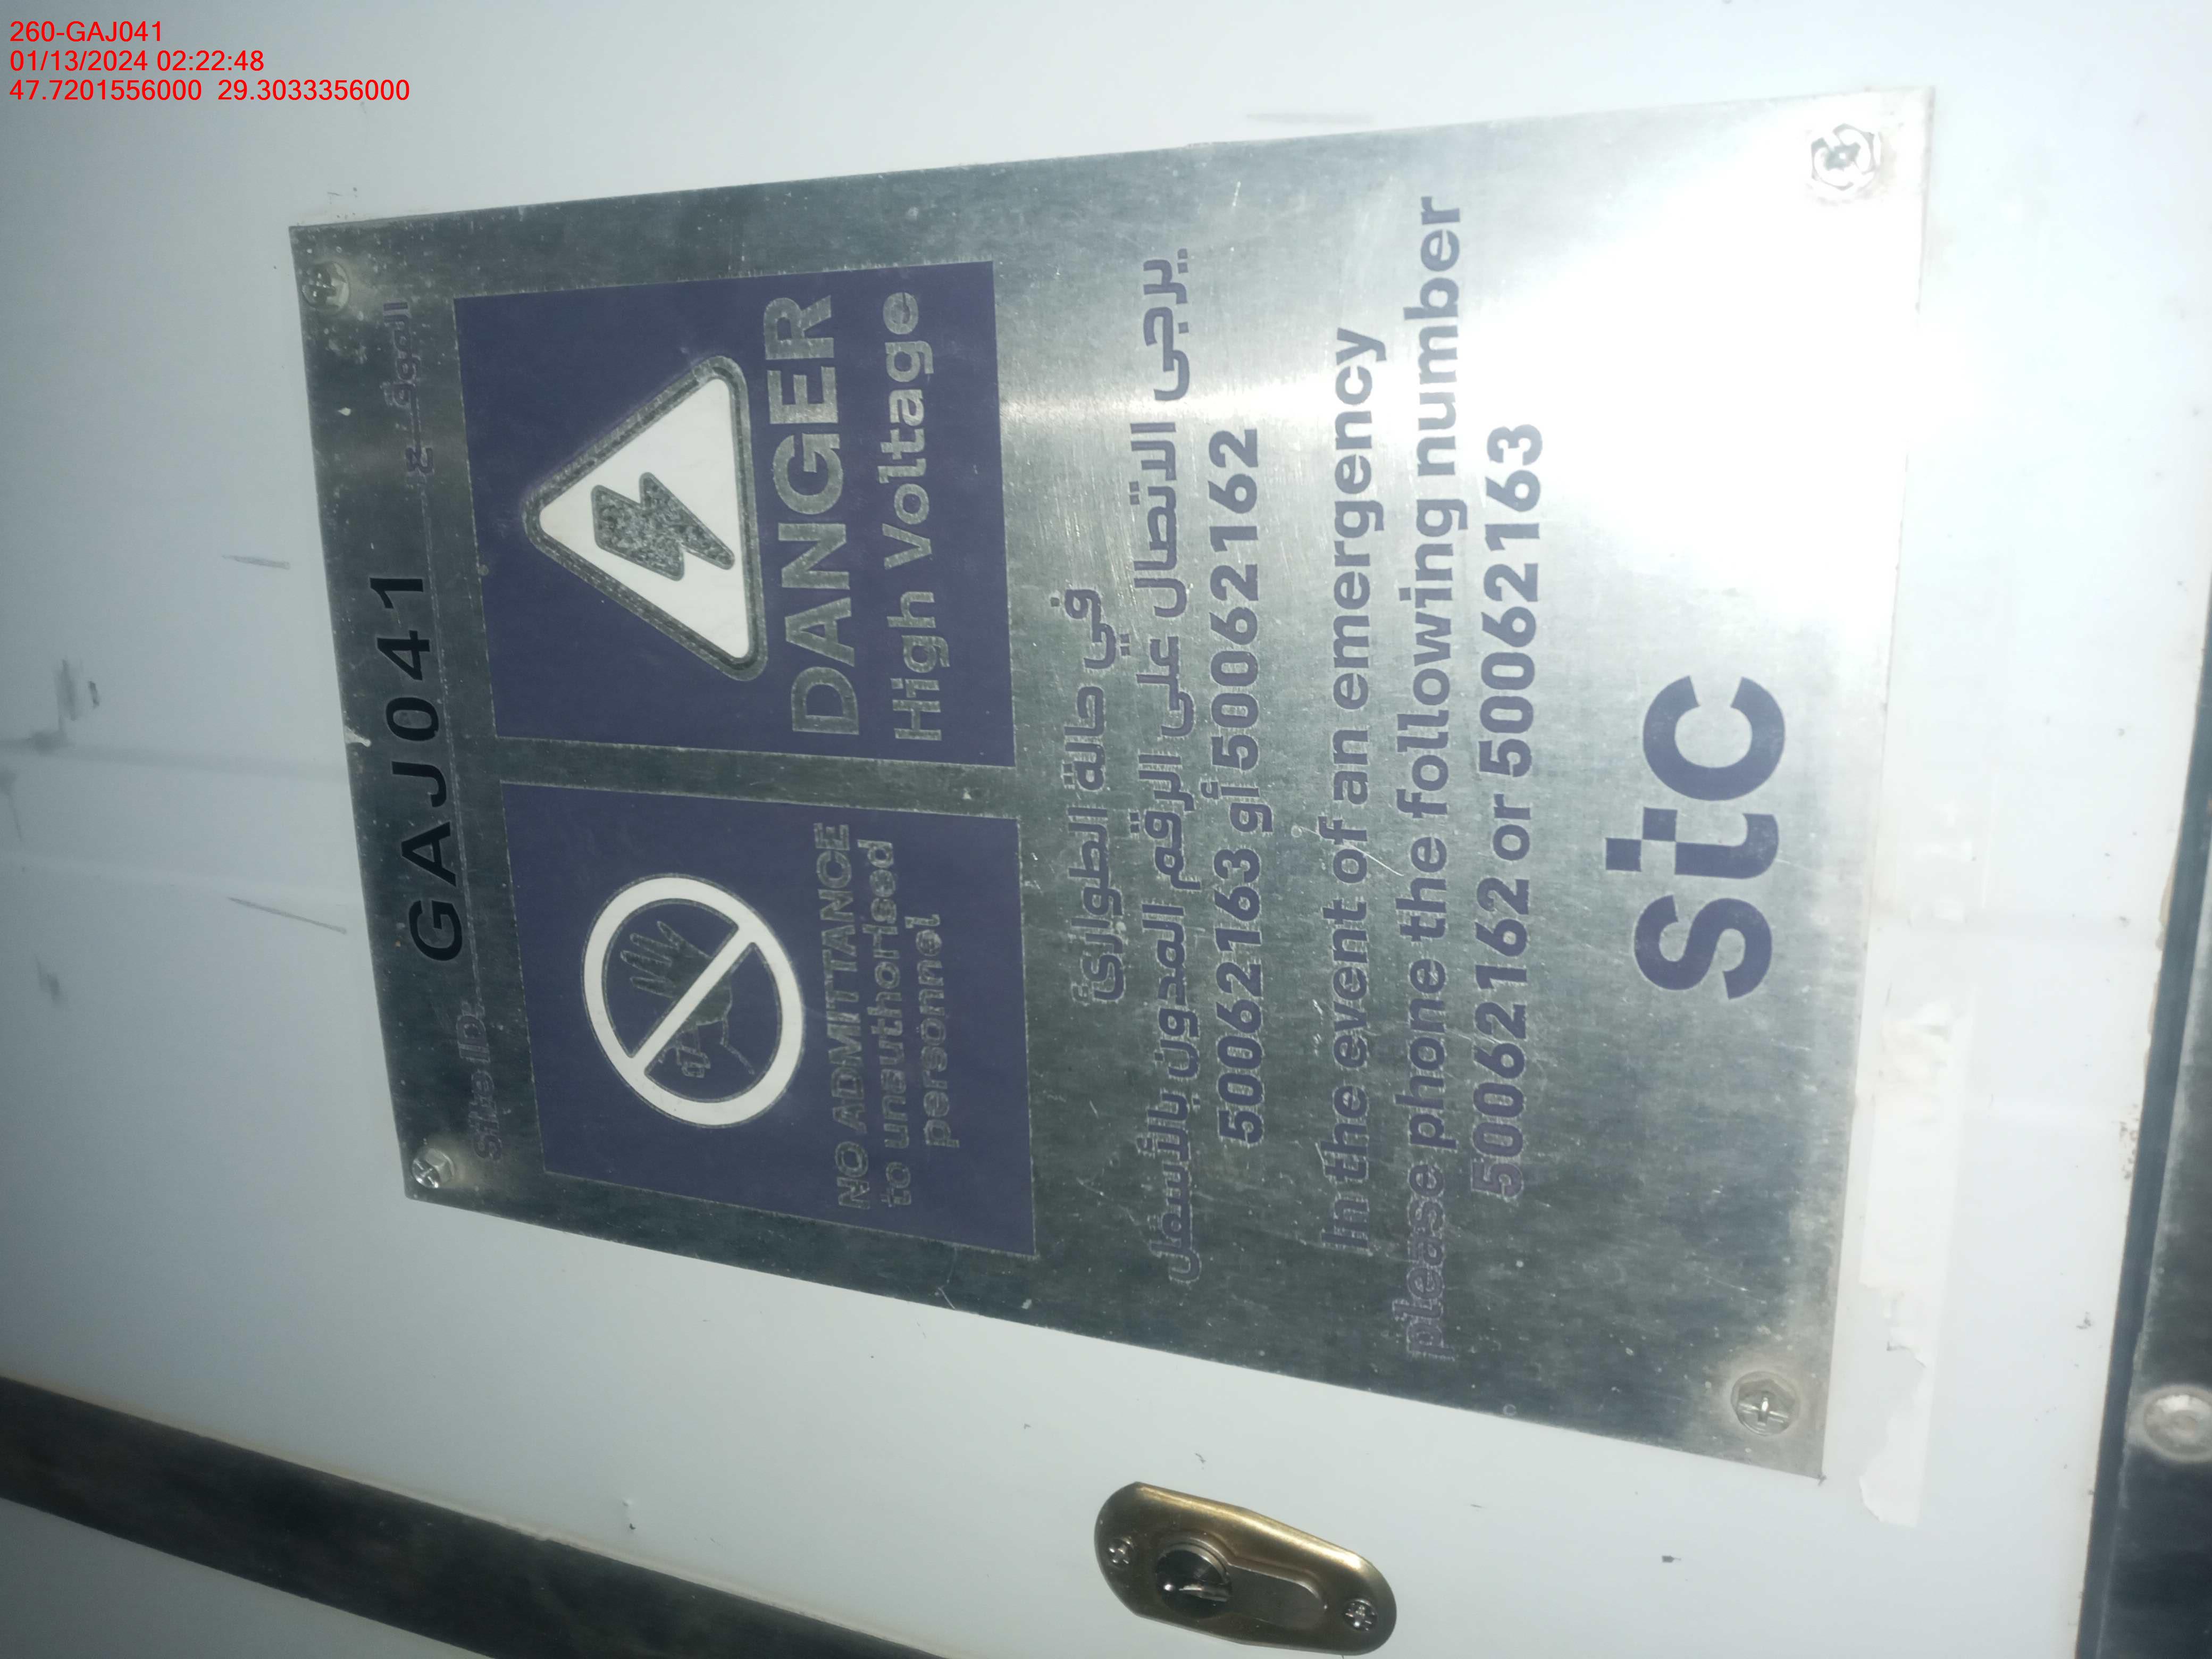 260-GAJ041
01/13/2024 02:22:48
47.7201556000 29.3033356000
Site ID: GAJ041 الموقـــع:
NO ADMITTANCE
to unauthorised
personnel
DANGER
High Voltage
في حالة الطوارئ
يرجى الاتصال على الرقم المدون بالأسفل
50062163 أو 50062162
In the event of an emergency
please phone the following number
50062162 or 50062163
stc